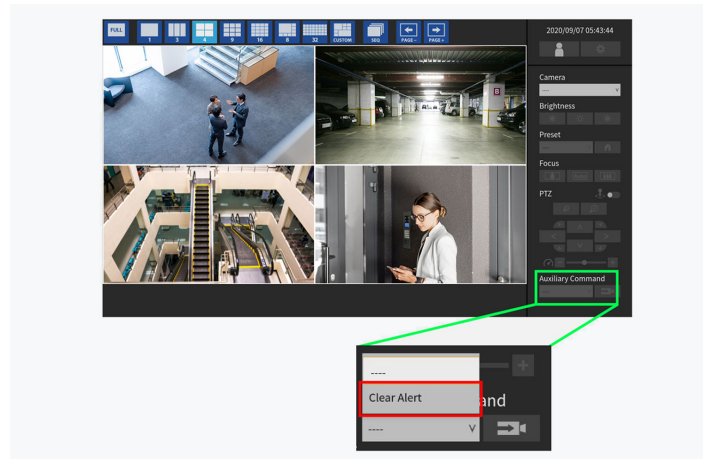 FULL
1
3
4
9
16
8
32
CUSTOM
SEQ
PAGE -
PAGE +
2020/09/07 05:43:44
Camera
----
Brightness
Preset
----
Focus
PTZ
Auxiliary Command
B
----
+
Clear Alert
and
----